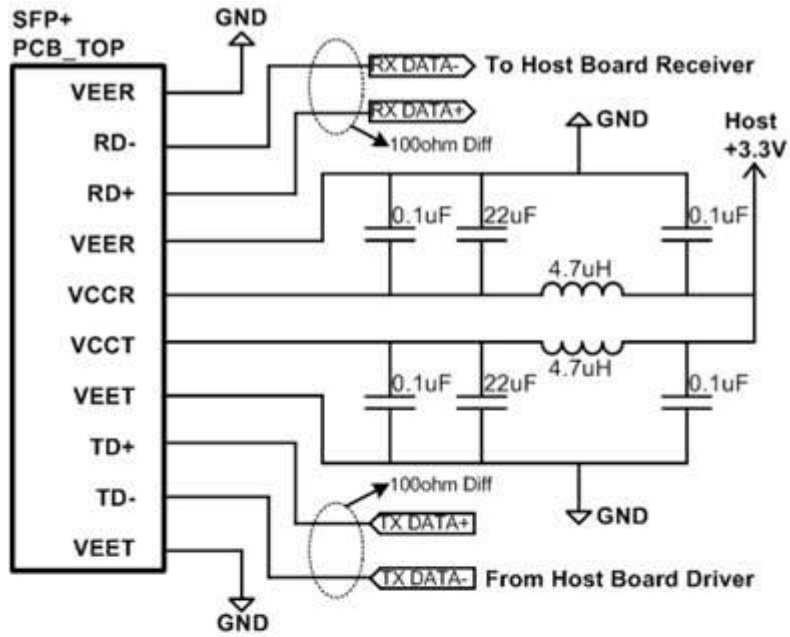 SFP+
PCB_TOP
GND
VEER
RD-
RD+
VEER
VCCR
VCCT
VEET
TD+
TD-
VEET
RX DATA-
To Host Board Receiver
RX DATA+
100ohm Diff
GND
Host
+3.3V
0.1uF
22uF
0.1uF
4.7uH
4.7uH
0.1uF
22uF
0.1uF
100ohm Diff
TX DATA+
GND
TX DATA-
From Host Board Driver
GND